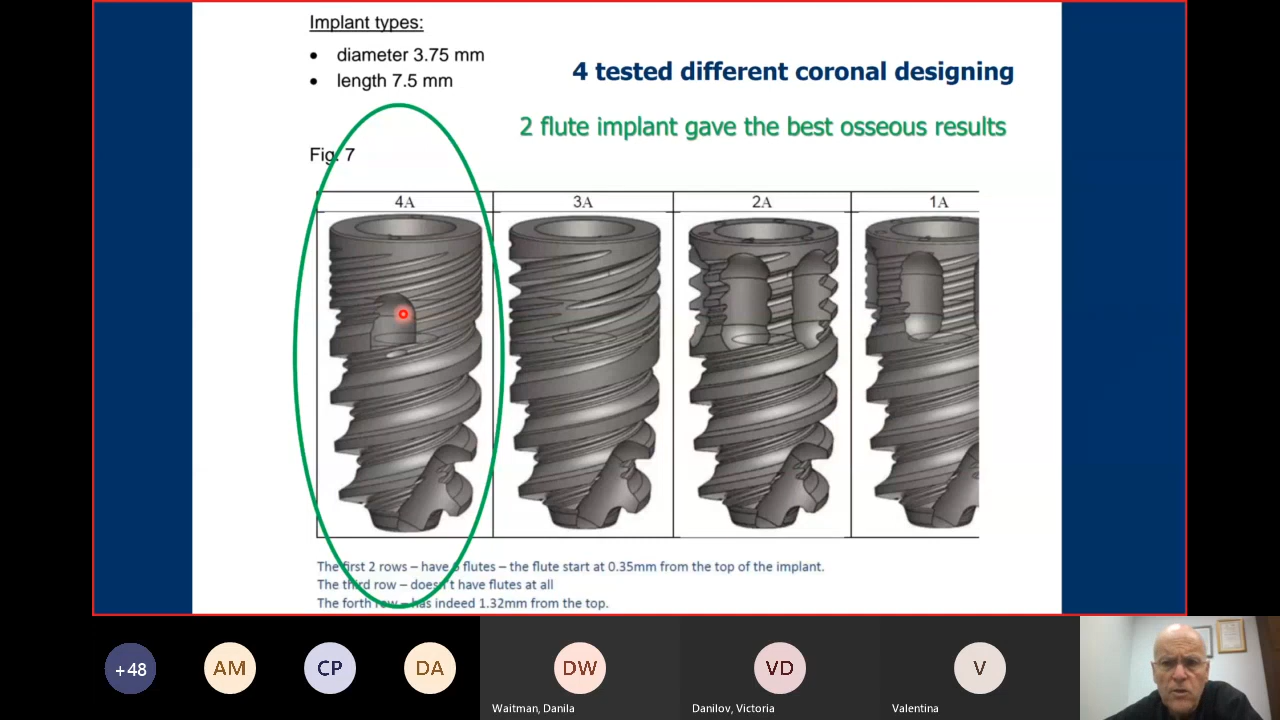 Implant types:
• diameter 3.75 mm
• length 7.5 mm
4 tested different coronal designing
2 flute implant gave the best osseous results
Fig. 7
4A 3A 2A 1A
The first 2 rows – have flutes – the flute start at 0.35mm from the top of the implant.
The third row – doesn't have flutes at all
The forth row – has indeed 1.32mm from the top.
+48 AM CP DA DW VD V
Waitman, Danila Danilov, Victoria Valentina